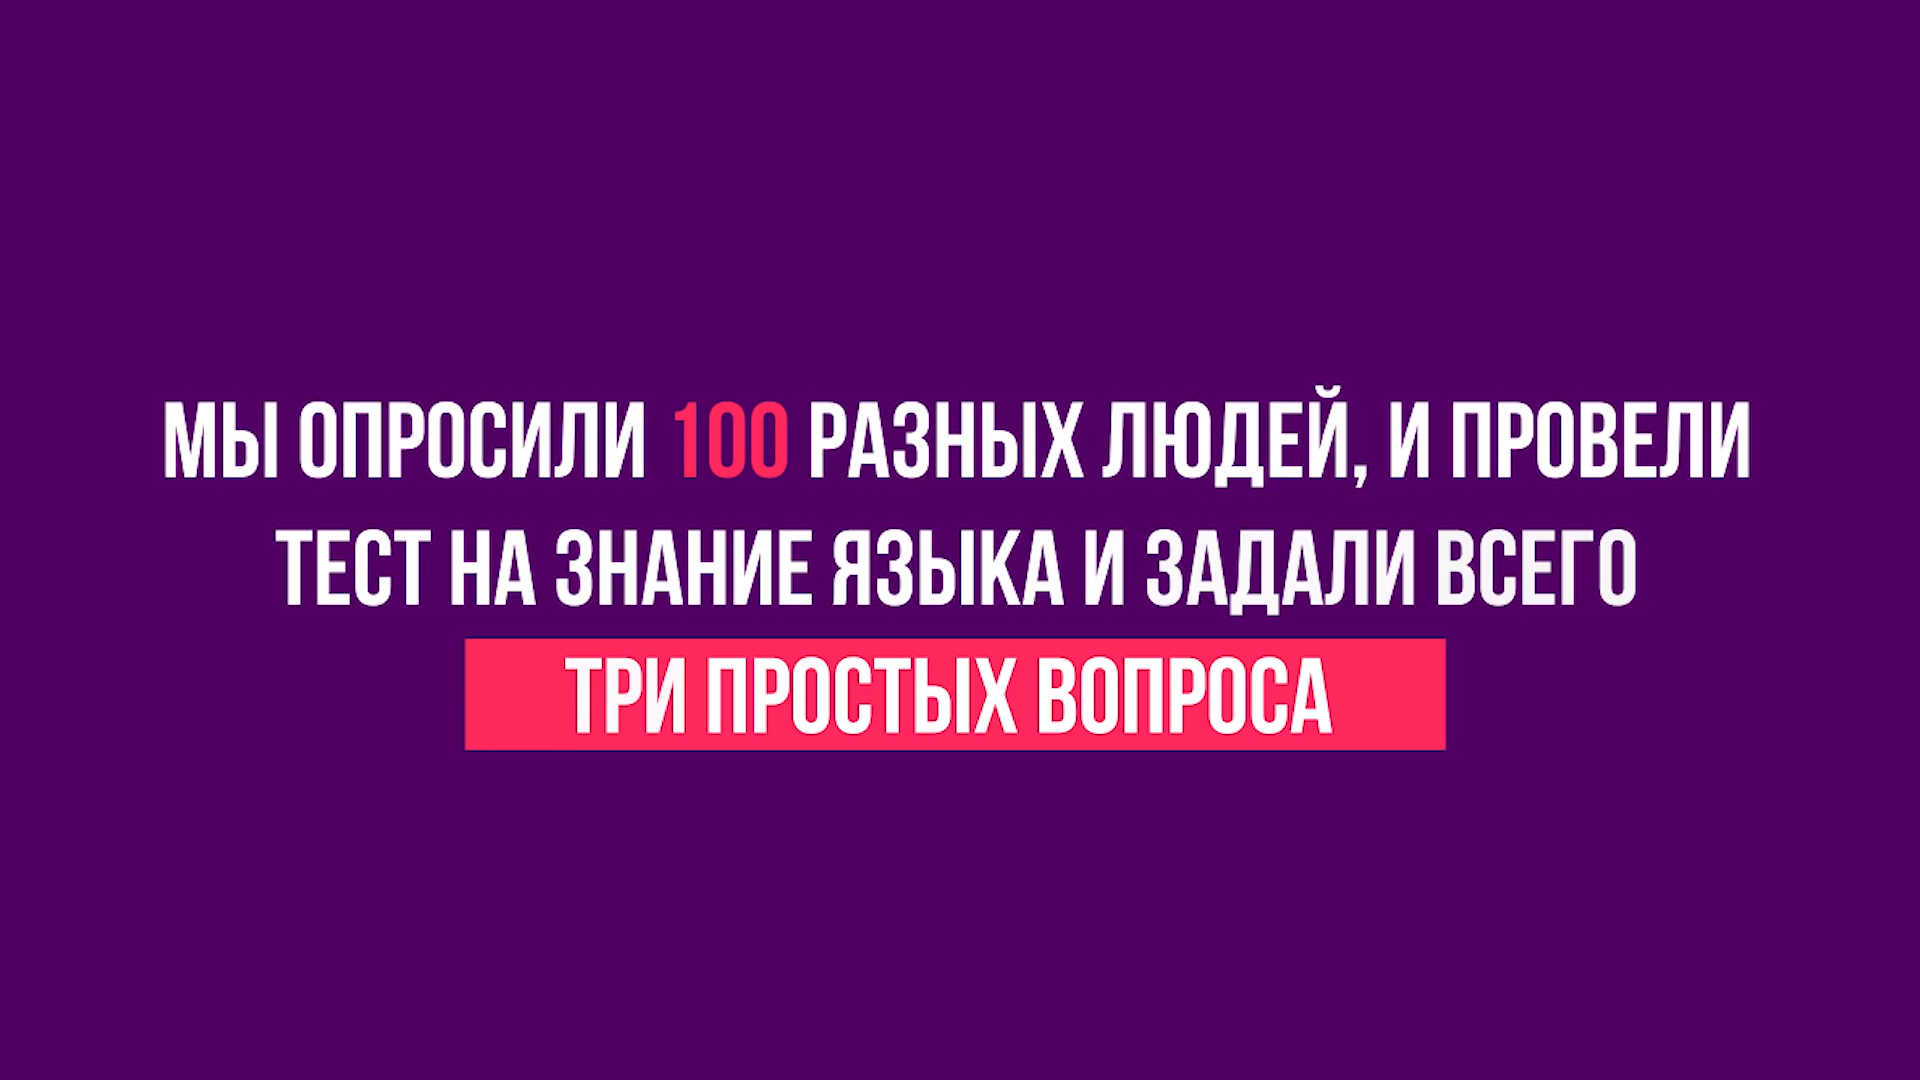 МЫ ОПРОСИЛИ 100 РАЗНЫХ ЛЮДЕЙ, И ПРОВЕЛИ
ТЕСТ НА ЗНАНИЕ ЯЗЫКА И ЗАДАЛИ ВСЕГО
ТРИ ПРОСТЫХ ВОПРОСА